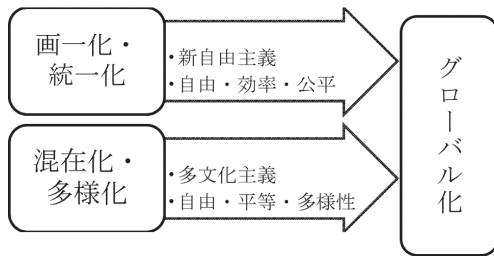 画一化・
統一化
・新自由主義
・自由・効率・公平
混在化・
多様化
・多文化主義
・自由・平等・多様性
グローバル化